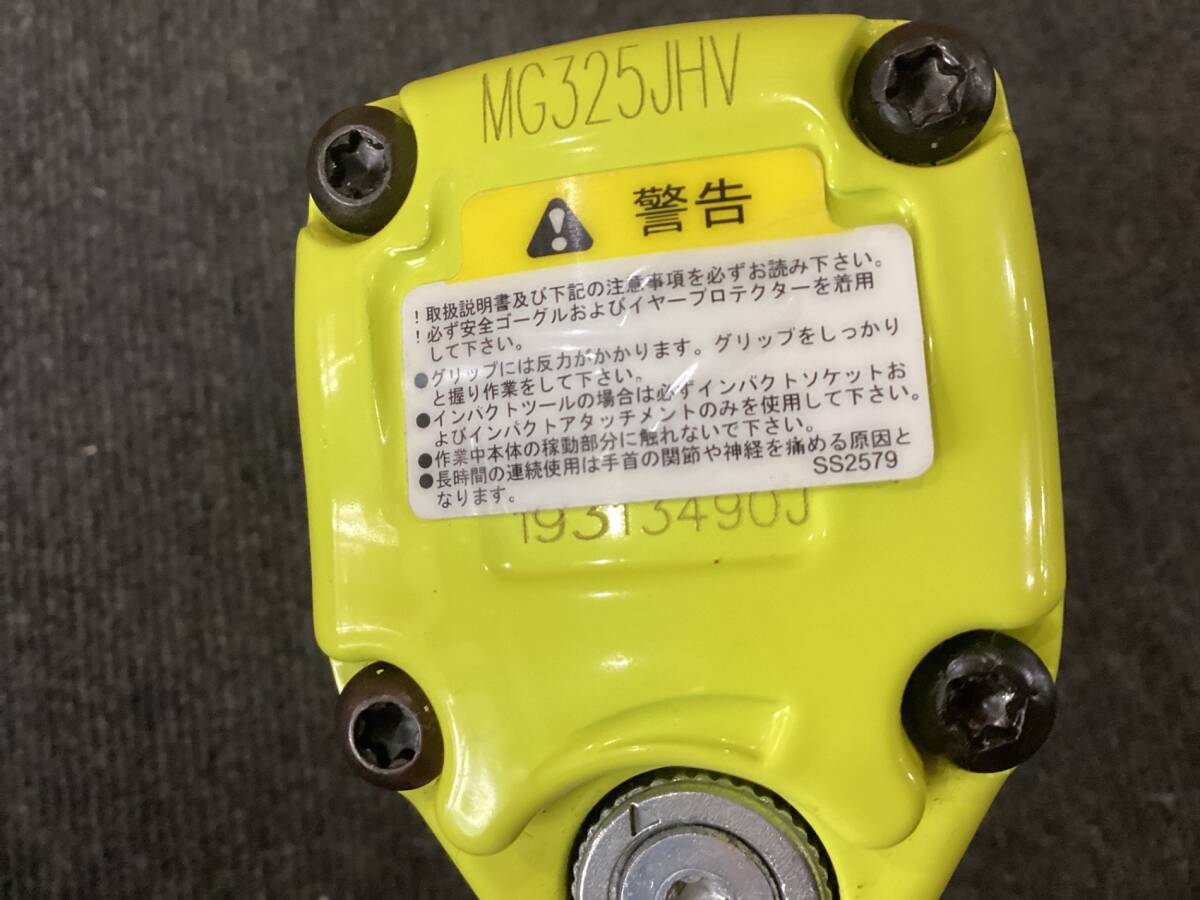 MG325JHV
警告
！取扱説明書及び下記の注意事項を必ずお読み下さい。
！必ず安全ゴーグルおよびイヤープロテクターを着用
して下さい。
●グリップには反力がかかります。グリップをしっかり
と握り作業をして下さい。
●インパクトツールの場合は必ずインパクトソケットお
よびインパクトアタッチメントのみを使用して下さい。
●作業中本体の稼動部分に触れないで下さい。
●長時間の連続使用は手首の関節や神経を痛める原因と
なります。
SS2579
19313490J